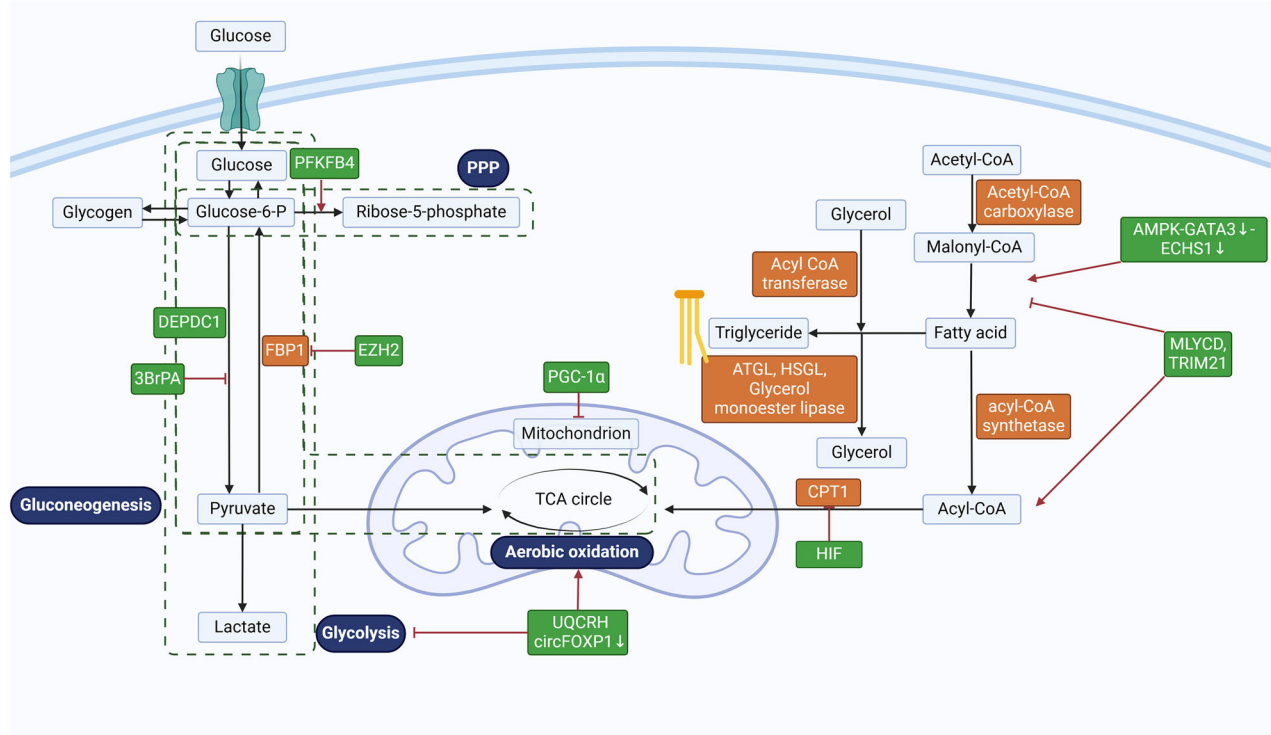 Glucose
Glucose
PFKFB4
PPP
Glycogen
Glucose-6-P
Ribose-5-phosphate
DEPDC1
FBP1
EZH2
3BrPA
Gluconeogenesis
Pyruvate
Lactate
Glycolysis
PGC-1α
Mitochondrion
TCA circle
Aerobic oxidation
UQCRH
circFOXP1↓
Acetyl-CoA
Acetyl-CoA
carboxylase
Glycerol
Malonyl-CoA
AMPK-GATA3↓-
ECHS1↓
Acyl CoA
transferase
Triglyceride
Fatty acid
MLYCD,
TRIM21
ATGL, HSGL,
Glycerol
monoester lipase
acyl-CoA
synthetase
Glycerol
CPT1
Acyl-CoA
HIF